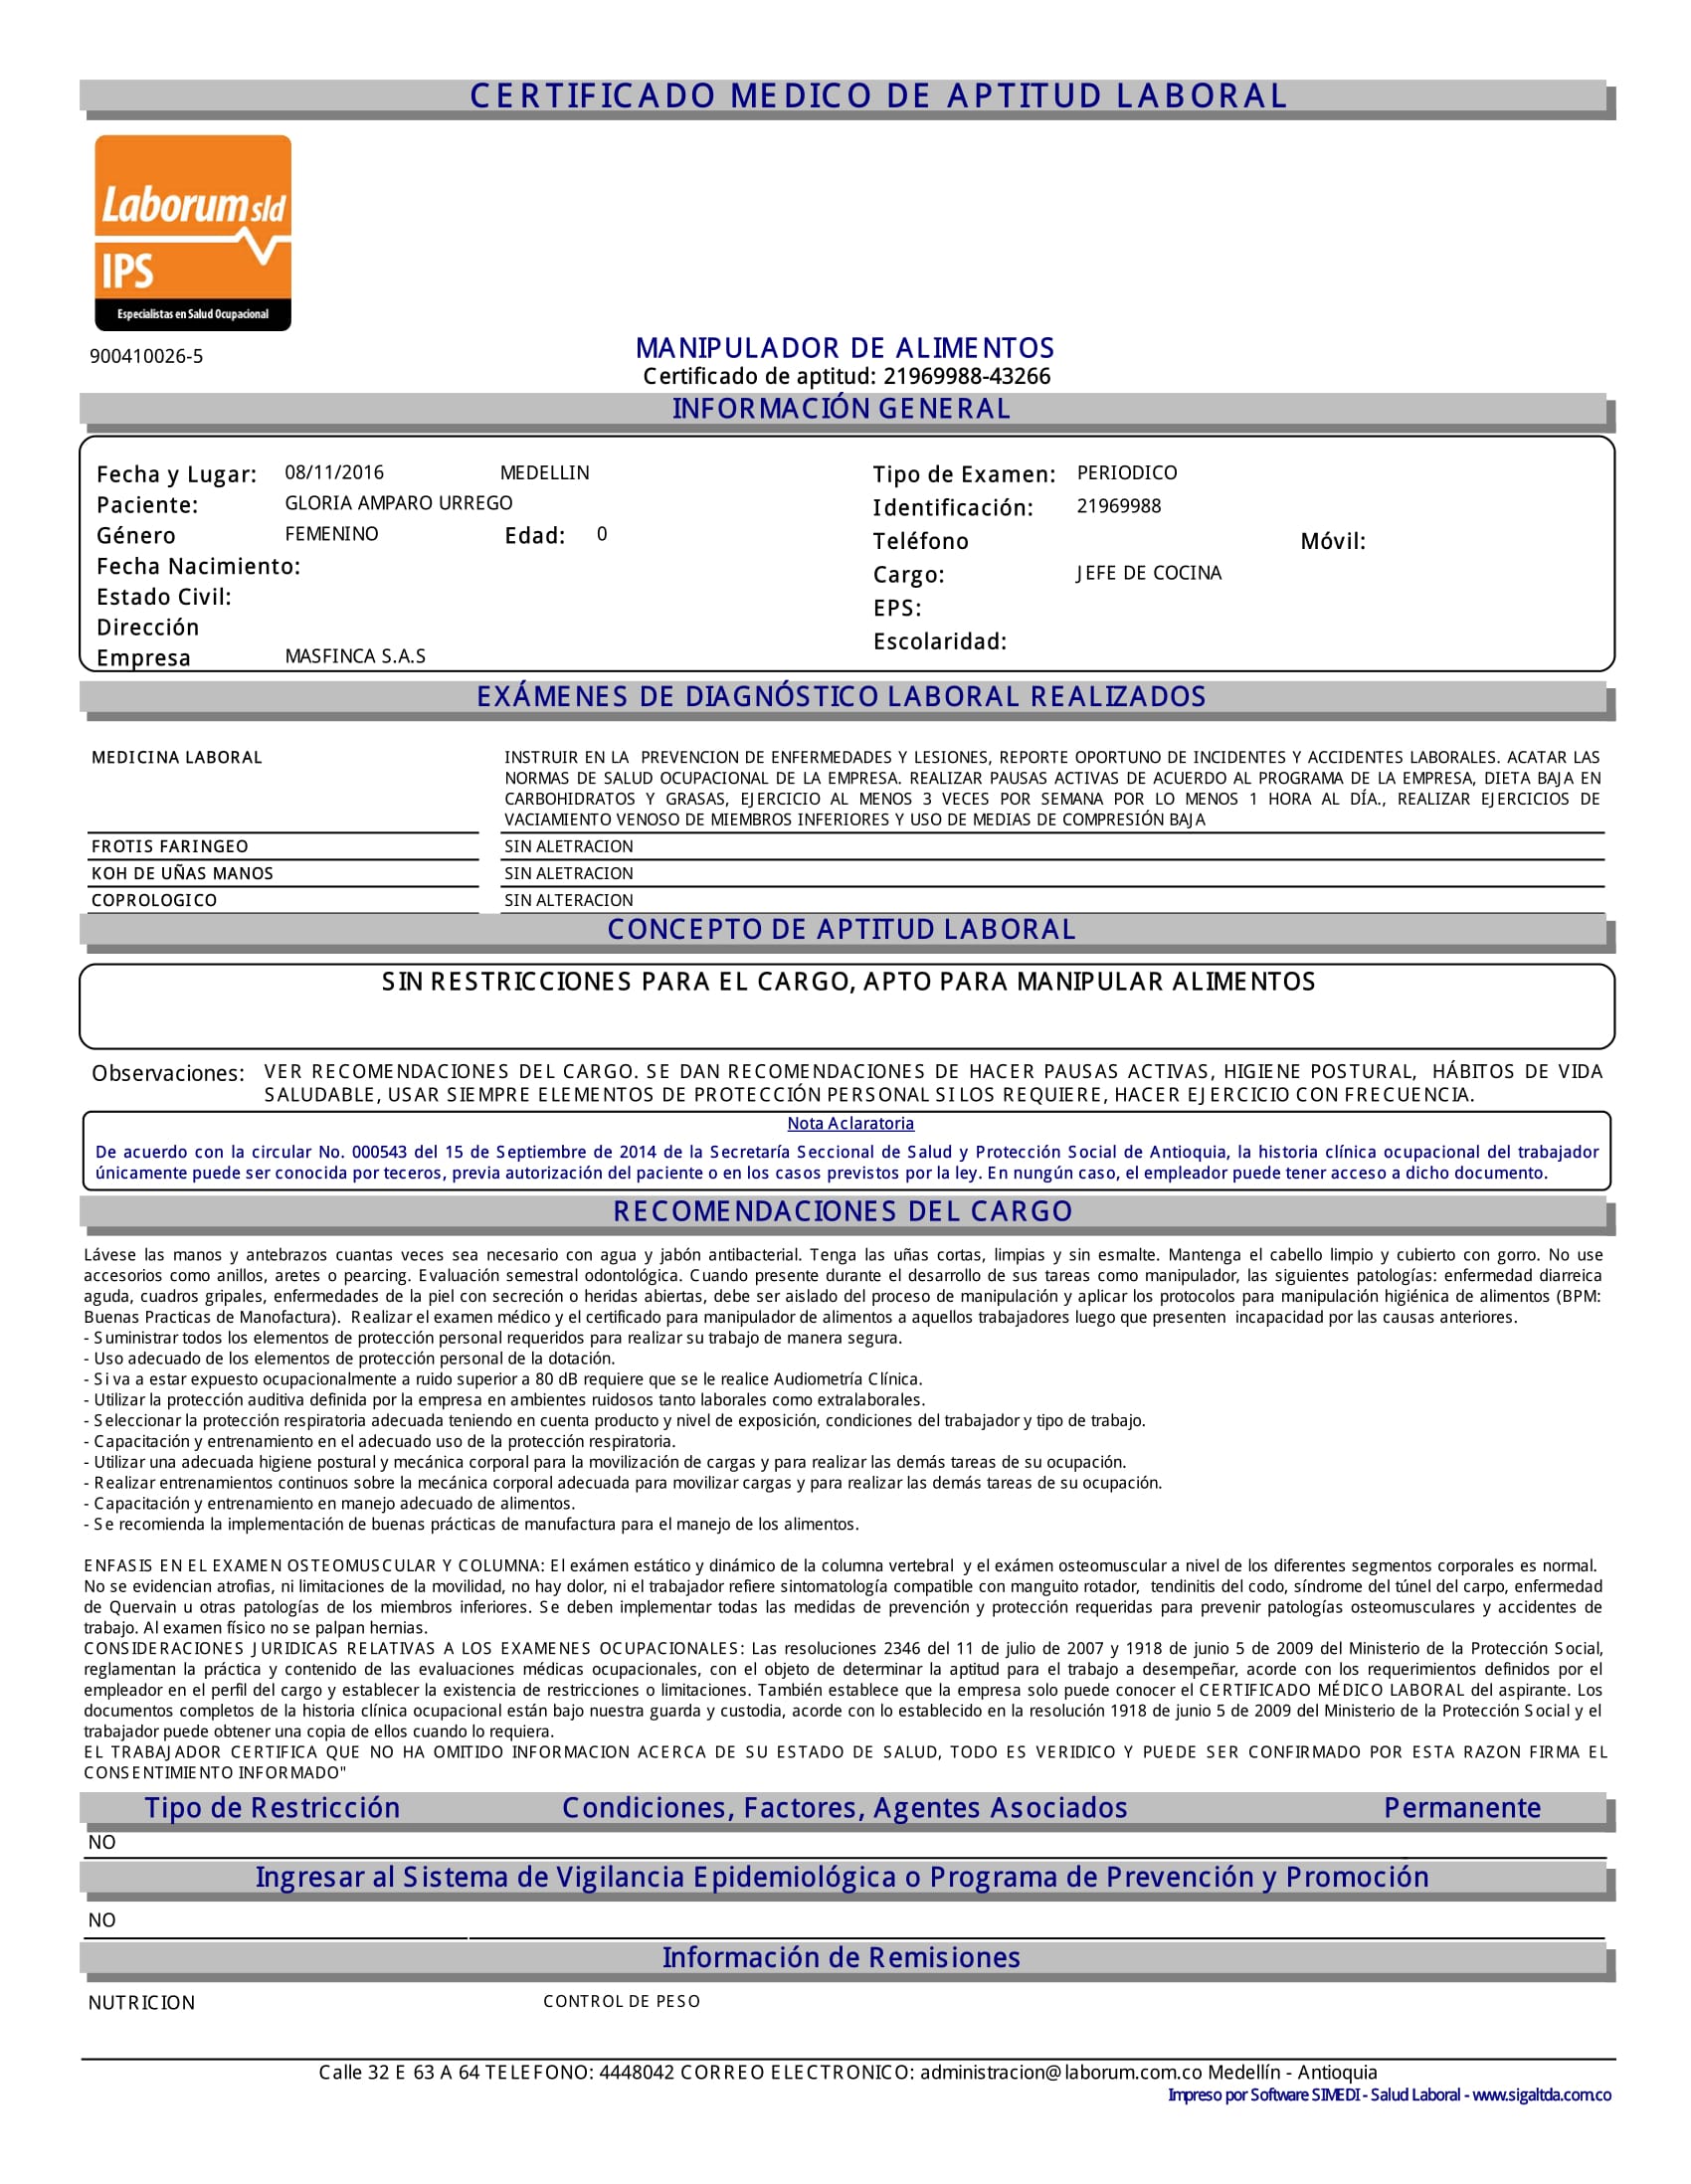 CERTIFICADO MEDICO DE APTITUD LABORAL
Laborum sld
IPS
Especialistas en Salud Ocupacional
900410026-5
MANIPULADOR DE ALIMENTOS
Certificado de aptitud: 21969988-43266
INFORMACIÓN GENERAL
Fecha y Lugar: 08/11/2016 MEDELLIN Tipo de Examen: PERIODICO
Paciente: GLORIA AMPARO URREGO Identificación: 21969988
Género FEMENINO Edad: 0 Teléfono Móvil:
Fecha Nacimiento: Cargo: JEFE DE COCINA
Estado Civil: EPS:
Dirección Escolaridad:
Empresa MASFINCA S.A.S
EXÁMENES DE DIAGNÓSTICO LABORAL REALIZADOS
MEDICINA LABORAL INSTRUIR EN LA PREVENCION DE ENFERMEDADES Y LESIONES, REPORTE OPORTUNO DE INCIDENTES Y ACCIDENTES LABORALES. ACATAR LAS
NORMAS DE SALUD OCUPACIONAL DE LA EMPRESA. REALIZAR PAUSAS ACTIVAS DE ACUERDO AL PROGRAMA DE LA EMPRESA, DIETA BAJA EN
CARBOHIDRATOS Y GRASAS, EJERCICIO AL MENOS 3 VECES POR SEMANA POR LO MENOS 1 HORA AL DÍA., REALIZAR EJERCICIOS DE
VACIAMIENTO VENOSO DE MIEMBROS INFERIORES Y USO DE MEDIAS DE COMPRESIÓN BAJA
FROTIS FARINGEO SIN ALETRACION
KOH DE UÑAS MANOS SIN ALETRACION
COPROLOGICO SIN ALTERACION
CONCEPTO DE APTITUD LABORAL
SIN RESTRICCIONES PARA EL CARGO, APTO PARA MANIPULAR ALIMENTOS
Observaciones: VER RECOMENDACIONES DEL CARGO. SE DAN RECOMENDACIONES DE HACER PAUSAS ACTIVAS, HIGIENE POSTURAL, HÁBITOS DE VIDA
SALUDABLE, USAR SIEMPRE ELEMENTOS DE PROTECCIÓN PERSONAL SI LOS REQUIERE, HACER EJERCICIO CON FRECUENCIA.
Nota Aclaratoria
De acuerdo con la circular No. 000543 del 15 de Septiembre de 2014 de la Secretaría Seccional de Salud y Protección Social de Antioquia, la historia clínica ocupacional del trabajador
únicamente puede ser conocida por teceros, previa autorización del paciente o en los casos previstos por la ley. En nungún caso, el empleador puede tener acceso a dicho documento.
RECOMENDACIONES DEL CARGO
Lávese las manos y antebrazos cuantas veces sea necesario con agua y jabón antibacterial. Tenga las uñas cortas, limpias y sin esmalte. Mantenga el cabello limpio y cubierto con gorro. No use
accesorios como anillos, aretes o pearcing. Evaluación semestral odontológica. Cuando presente durante el desarrollo de sus tareas como manipulador, las siguientes patologías: enfermedad diarreica
aguda, cuadros gripales, enfermedades de la piel con secreción o heridas abiertas, debe ser aislado del proceso de manipulación y aplicar los protocolos para manipulación higiénica de alimentos (BPM:
Buenas Practicas de Manofactura). Realizar el examen médico y el certificado para manipulador de alimentos a aquellos trabajadores luego que presenten incapacidad por las causas anteriores.
- Suministrar todos los elementos de protección personal requeridos para realizar su trabajo de manera segura.
- Uso adecuado de los elementos de protección personal de la dotación.
- Si va a estar expuesto ocupacionalmente a ruido superior a 80 dB requiere que se le realice Audiometría Clínica.
- Utilizar la protección auditiva definida por la empresa en ambientes ruidosos tanto laborales como extralaborales.
- Seleccionar la protección respiratoria adecuada teniendo en cuenta producto y nivel de exposición, condiciones del trabajador y tipo de trabajo.
- Capacitación y entrenamiento en el adecuado uso de la protección respiratoria.
- Utilizar una adecuada higiene postural y mecánica corporal para la movilización de cargas y para realizar las demás tareas de su ocupación.
- Realizar entrenamientos continuos sobre la mecánica corporal adecuada para movilizar cargas y para realizar las demás tareas de su ocupación.
- Capacitación y entrenamiento en manejo adecuado de alimentos.
- Se recomienda la implementación de buenas prácticas de manufactura para el manejo de los alimentos.
ENFASIS EN EL EXAMEN OSTEOMUSCULAR Y COLUMNA: El exámen estático y dinámico de la columna vertebral y el exámen osteomuscular a nivel de los diferentes segmentos corporales es normal.
No se evidencian atrofias, ni limitaciones de la movilidad, no hay dolor, ni el trabajador refiere sintomatología compatible con manguito rotador, tendinitis del codo, síndrome del túnel del carpo, enfermedad
de Quervain u otras patologías de los miembros inferiores. Se deben implementar todas las medidas de prevención y protección requeridas para prevenir patologías osteomusculares y accidentes de
trabajo. Al examen físico no se palpan hernias.
CONSIDERACIONES JURIDICAS RELATIVAS A LOS EXAMENES OCUPACIONALES: Las resoluciones 2346 del 11 de julio de 2007 y 1918 de junio 5 de 2009 del Ministerio de la Protección Social,
reglamentan la práctica y contenido de las evaluaciones médicas ocupacionales, con el objeto de determinar la aptitud para el trabajo a desempeñar, acorde con los requerimientos definidos por el
empleador en el perfil del cargo y establecer la existencia de restricciones o limitaciones. También establece que la empresa solo puede conocer el CERTIFICADO MÉDICO LABORAL del aspirante. Los
documentos completos de la historia clínica ocupacional están bajo nuestra guarda y custodia, acorde con lo establecido en la resolución 1918 de junio 5 de 2009 del Ministerio de la Protección Social y el
trabajador puede obtener una copia de ellos cuando lo requiera.
EL TRABAJADOR CERTIFICA QUE NO HA OMITIDO INFORMACION ACERCA DE SU ESTADO DE SALUD, TODO ES VERIDICO Y PUEDE SER CONFIRMADO POR ESTA RAZON FIRMA EL
CONSENTIMIENTO INFORMADO"
Tipo de Restricción Condiciones, Factores, Agentes Asociados Permanente
NO
Ingresar al Sistema de Vigilancia Epidemiológica o Programa de Prevención y Promoción
NO
Información de Remisiones
NUTRICION CONTROL DE PESO
Calle 32 E 63 A 64 TELEFONO: 4448042 CORREO ELECTRONICO: administracion@laborum.com.co Medellín - Antioquia
Impreso por Software SIMEDI - Salud Laboral - www.sigaltda.com.co